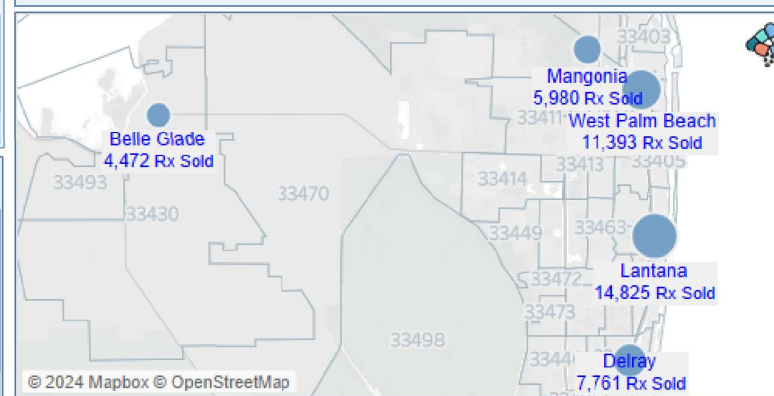 33403
Mangonia
5,980 Rx Sold
33411
West Palm Beach
11,393 Rx Sold
Belle Glade
4,472 Rx Sold
33413
33405
33493
33414
33470
33430
33449
33463
Lantana
14,825 Rx Sold
33472
33473
33498
3344
Delray
7,761 Rx Sold
© 2024 Mapbox © OpenStreetMap